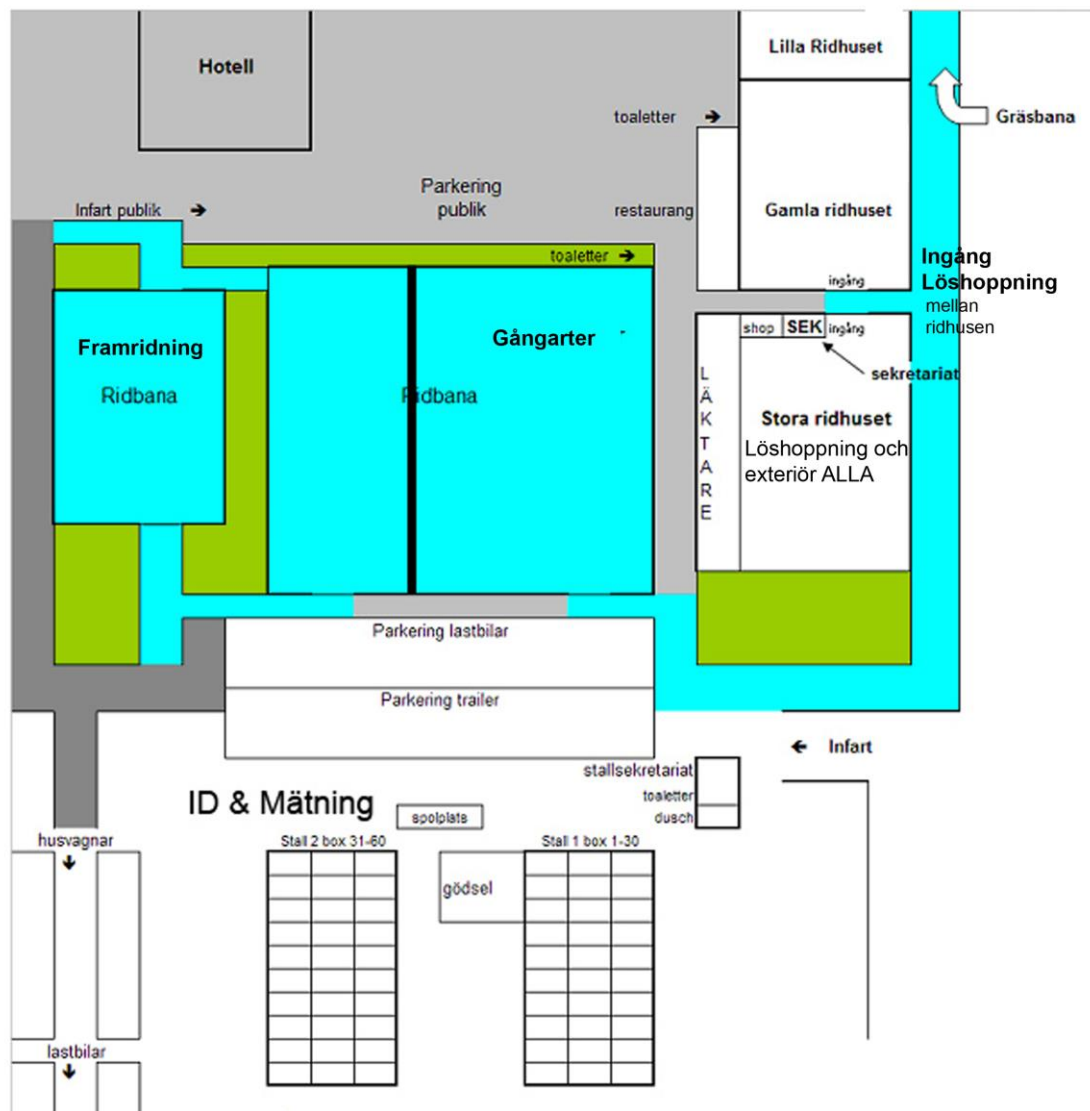 Lilla Ridhuset
Hotell
toaletter
Gräsbana
Parkering
publik
Infart publik
restaurang
Gamla ridhuset
toaletter
ingång
Ingång
Löshoppning
mellan
ridhusen
shop
SEK
ingång
Framridning
Ridbana
Gångarter
Ridbana
sekretariat
LÄKTARE
Stora ridhuset
Löshoppning och
exteriör ALLA
Parkering lastbilar
Parkering trailer
Infart
stallsekretariat
toaletter
dusch
ID & Mätning
spolplats
husvagnar
Stall 2 box 31-60
Stall 1 box 1-30
gödsel
lastbilar